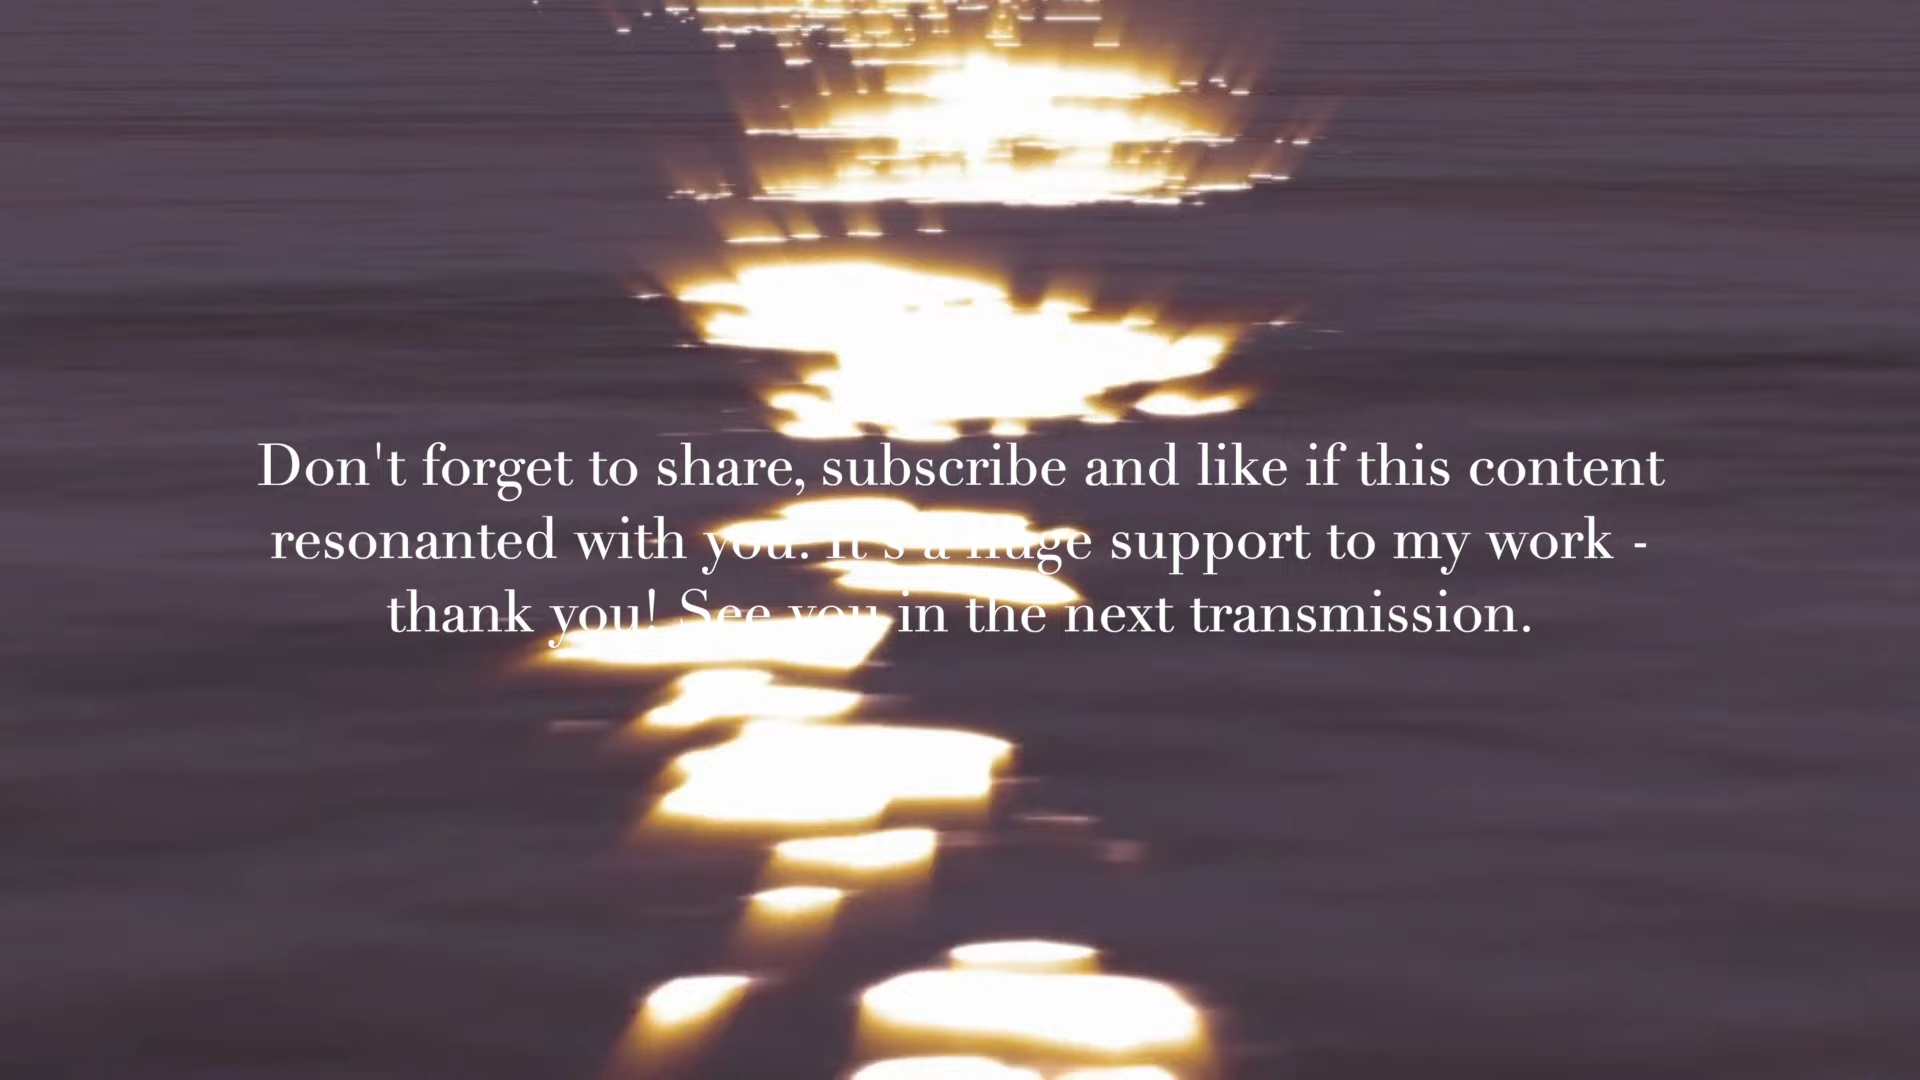 Don't forget to share, subscribe and like if this content
resonanted with you. It's a huge support to my work -
thank you! See you in the next transmission.